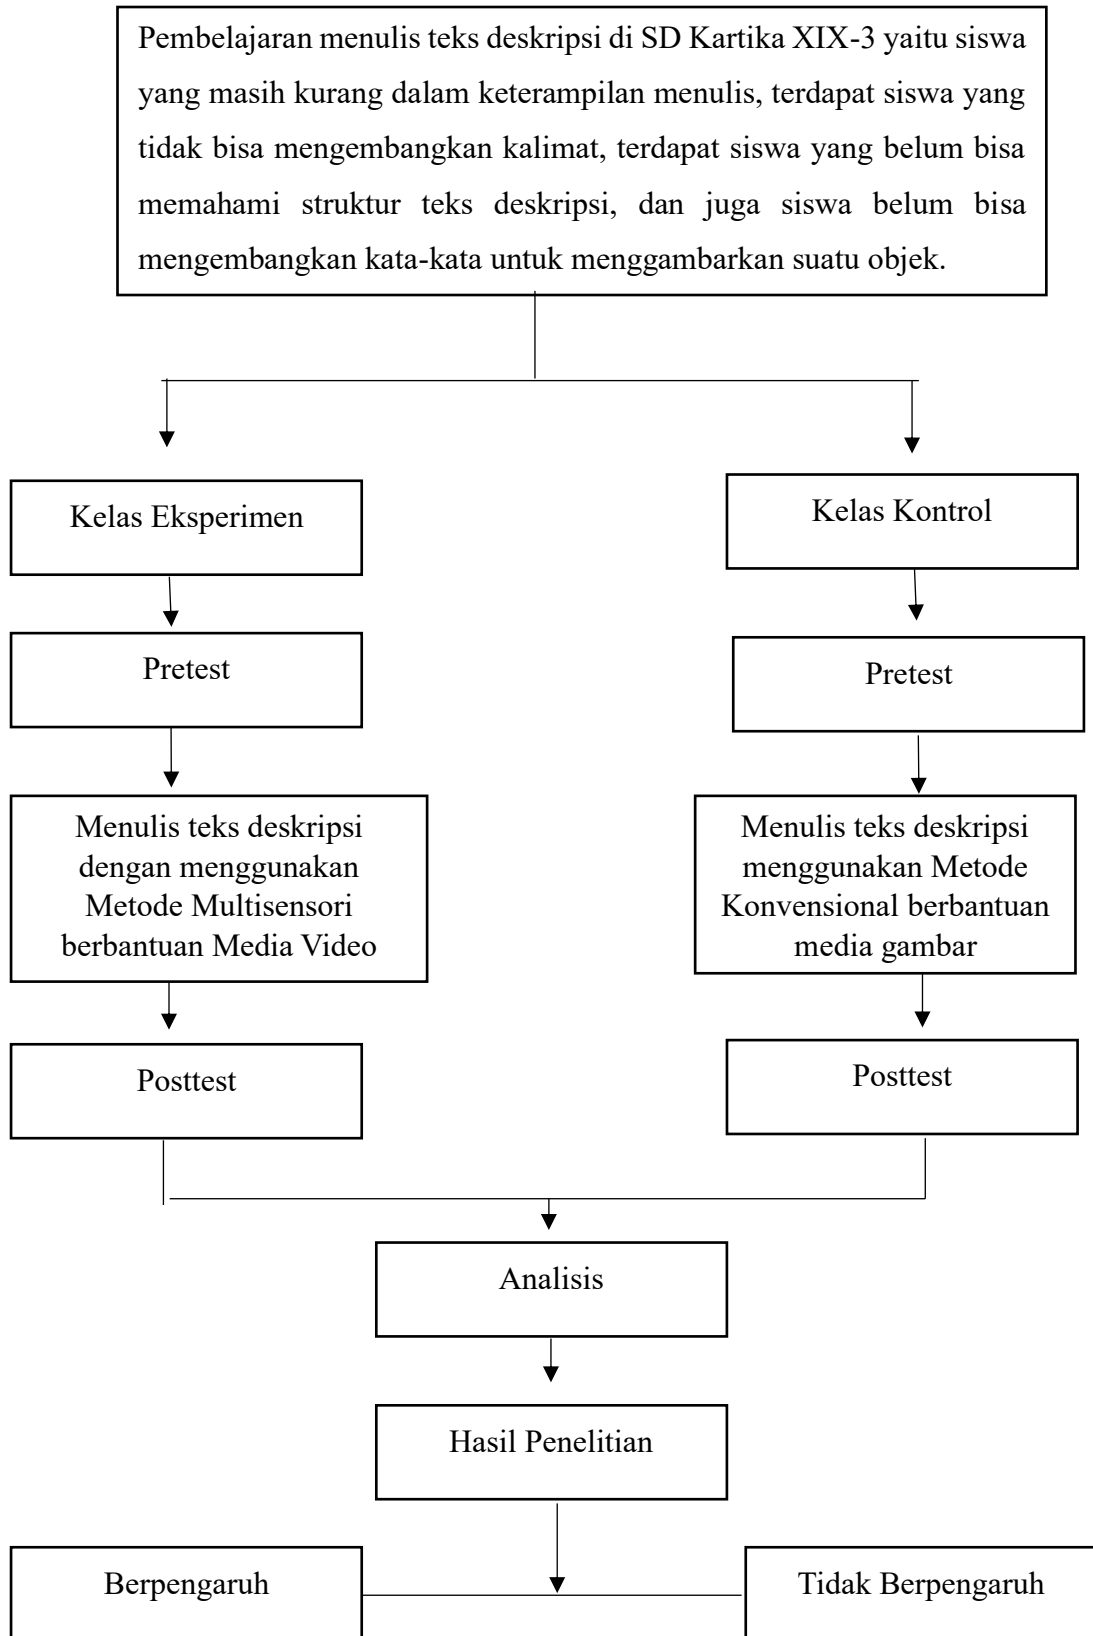 Pembelajaran menulis teks deskripsi di SD Kartika XIX-3 yaitu siswa
yang masih kurang dalam keterampilan menulis, terdapat siswa yang
tidak bisa mengembangkan kalimat, terdapat siswa yang belum bisa
memahami struktur teks deskripsi, dan juga siswa belum bisa
mengembangkan kata-kata untuk menggambarkan suatu objek.
Kelas Eksperimen
Kelas Kontrol
Pretest
Pretest
Menulis teks deskripsi
dengan menggunakan
Metode Multisensori
berbantuan Media Video
Menulis teks deskripsi
menggunakan Metode
Konvensional berbantuan
media gambar
Posttest
Posttest
Analisis
Hasil Penelitian
Berpengaruh
Tidak Berpengaruh